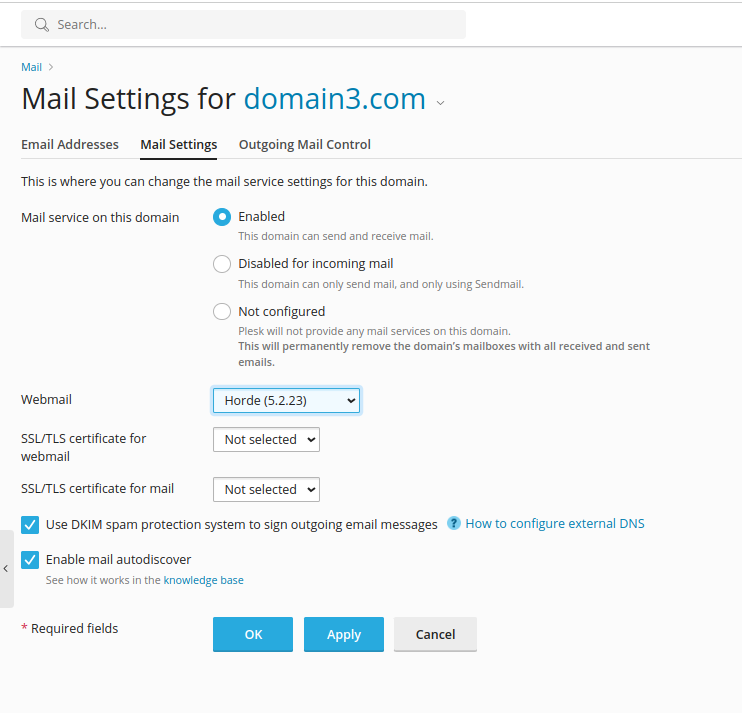 Search...
Mail >
Mail Settings for domain3.com
Email Addresses Mail Settings Outgoing Mail Control
This is where you can change the mail service settings for this domain.
Mail service on this domain
Enabled
This domain can send and receive mail.
Disabled for incoming mail
This domain can only send mail, and only using Sendmail.
Not configured
Plesk will not provide any mail services on this domain.
This will permanently remove the domain's mailboxes with all received and sent
emails.
Webmail
Horde (5.2.23)
SSL/TLS certificate for
webmail
Not selected
SSL/TLS certificate for mail
Not selected
Use DKIM spam protection system to sign outgoing email messages ? How to configure external DNS
Enable mail autodiscover
See how it works in the knowledge base
* Required fields
OK Apply Cancel